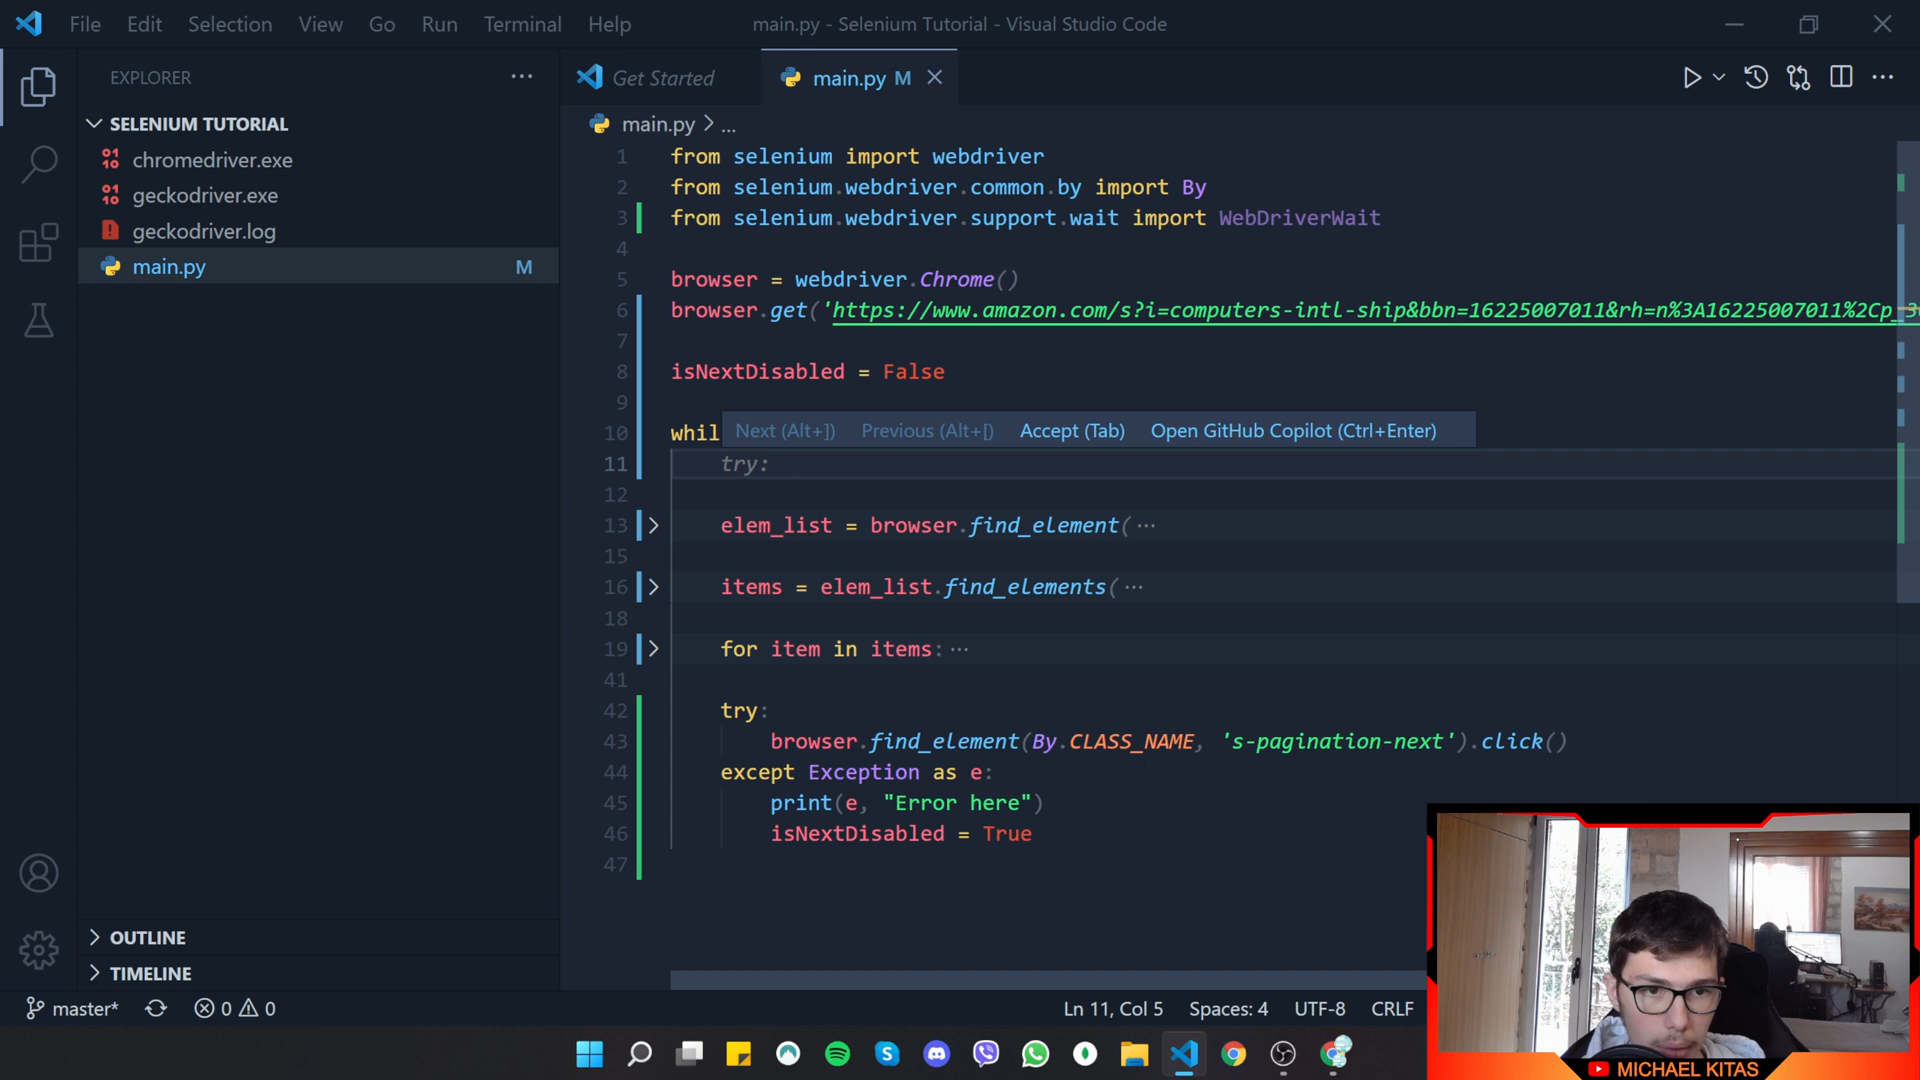 File Edit Selection View Go Run Terminal Help
main.py - Selenium Tutorial - Visual Studio Code
EXPLORER
Get Started
main.py M
SELENIUM TUTORIAL
chromedriver.exe
geckodriver.exe
geckodriver.log
main.py M
main.py > ...
1 from selenium import webdriver
2 from selenium.webdriver.common.by import By
3 from selenium.webdriver.support.wait import WebDriverWait
4
5 browser = webdriver.Chrome()
6 browser.get('https://www.amazon.com/s?i=computers-intl-ship&bbn=16225007011&rh=n%3A16225007011%2Cp_3
7
8 isNextDisabled = False
9
10 whil
Next (Alt+]) Previous (Alt+[) Accept (Tab) Open GitHub Copilot (Ctrl+Enter)
11 try:
12
13 elem_list = browser.find_element(···
15
16 items = elem_list.find_elements(···
18
19 for item in items:···
41
42 try:
43 browser.find_element(By.CLASS_NAME, 's-pagination-next').click()
44 except Exception as e:
45 print(e, "Error here")
46 isNextDisabled = True
47
OUTLINE
TIMELINE
master* 0 0
Ln 11, Col 5 Spaces: 4 UTF-8 CRLF
MICHAEL KITAS